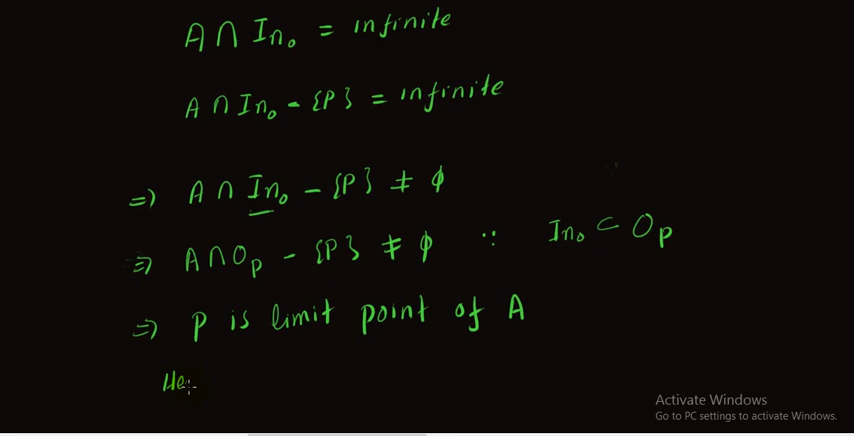 A ∩ In₀ = infinite
A ∩ In₀ - {P} = infinite
=) A ∩ In₀ - {P} ≠ ϕ
=) A ∩ Op - {P} ≠ ϕ ∵ In₀ ⊂ Op
=) P is limit point of A
He
Activate Windows
Go to PC settings to activate Windows.